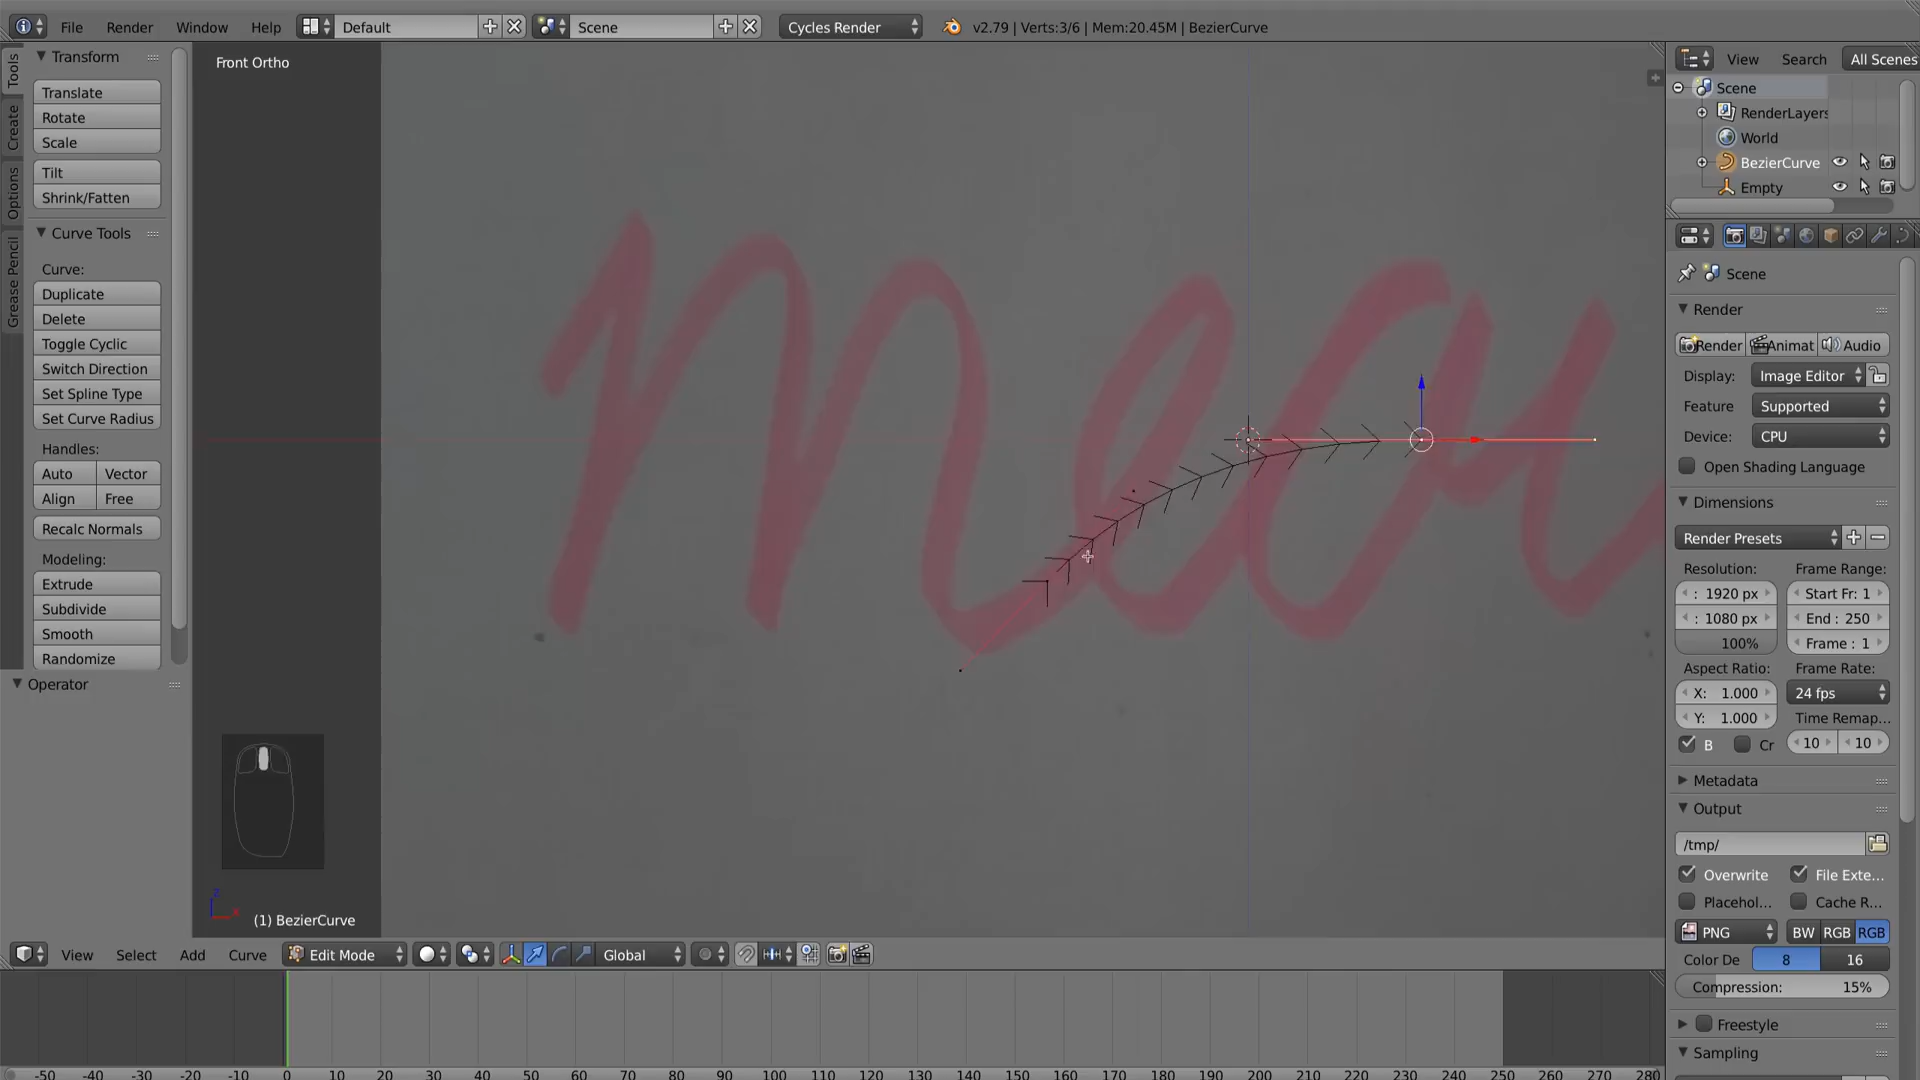 File Render Window Help Default Scene Cycles Render v2.79 | Verts:3/6 | Mem:20.45M | BezierCurve
Tools
Create
Options
Grease Pencil
Transform
Translate
Rotate
Scale
Tilt
Shrink/Fatten
Curve Tools
Curve:
Duplicate
Delete
Toggle Cyclic
Switch Direction
Set Spline Type
Set Curve Radius
Handles:
Auto Vector
Align Free
Recalc Normals
Modeling:
Extrude
Subdivide
Smooth
Randomize
Operator
Front Ortho
(1) BezierCurve
View Select Add Curve Edit Mode Global
-50 -40 -30 -20 -10 0 10 20 30 40 50 60 70 80 90 100 110 120 130 140 150 160 170 180 190 200 210 220 230 240 250 260 270 280
View Search All Scenes
Scene
RenderLayers
World
BezierCurve
Empty
Scene
Render
Render Animat Audio
Display: Image Editor
Feature Supported
Device: CPU
Open Shading Language
Dimensions
Render Presets
Resolution: Frame Range:
: 1920 px Start Fr: 1
: 1080 px End : 250
100% Frame : 1
Aspect Ratio: Frame Rate:
X: 1.000 24 fps
Y: 1.000 Time Remap...
B Cr 10 10
Metadata
Output
/tmp/
Overwrite File Exte...
Placehol... Cache R...
PNG BW RGB RGB
Color De 8 16
Compression: 15%
Freestyle
Sampling